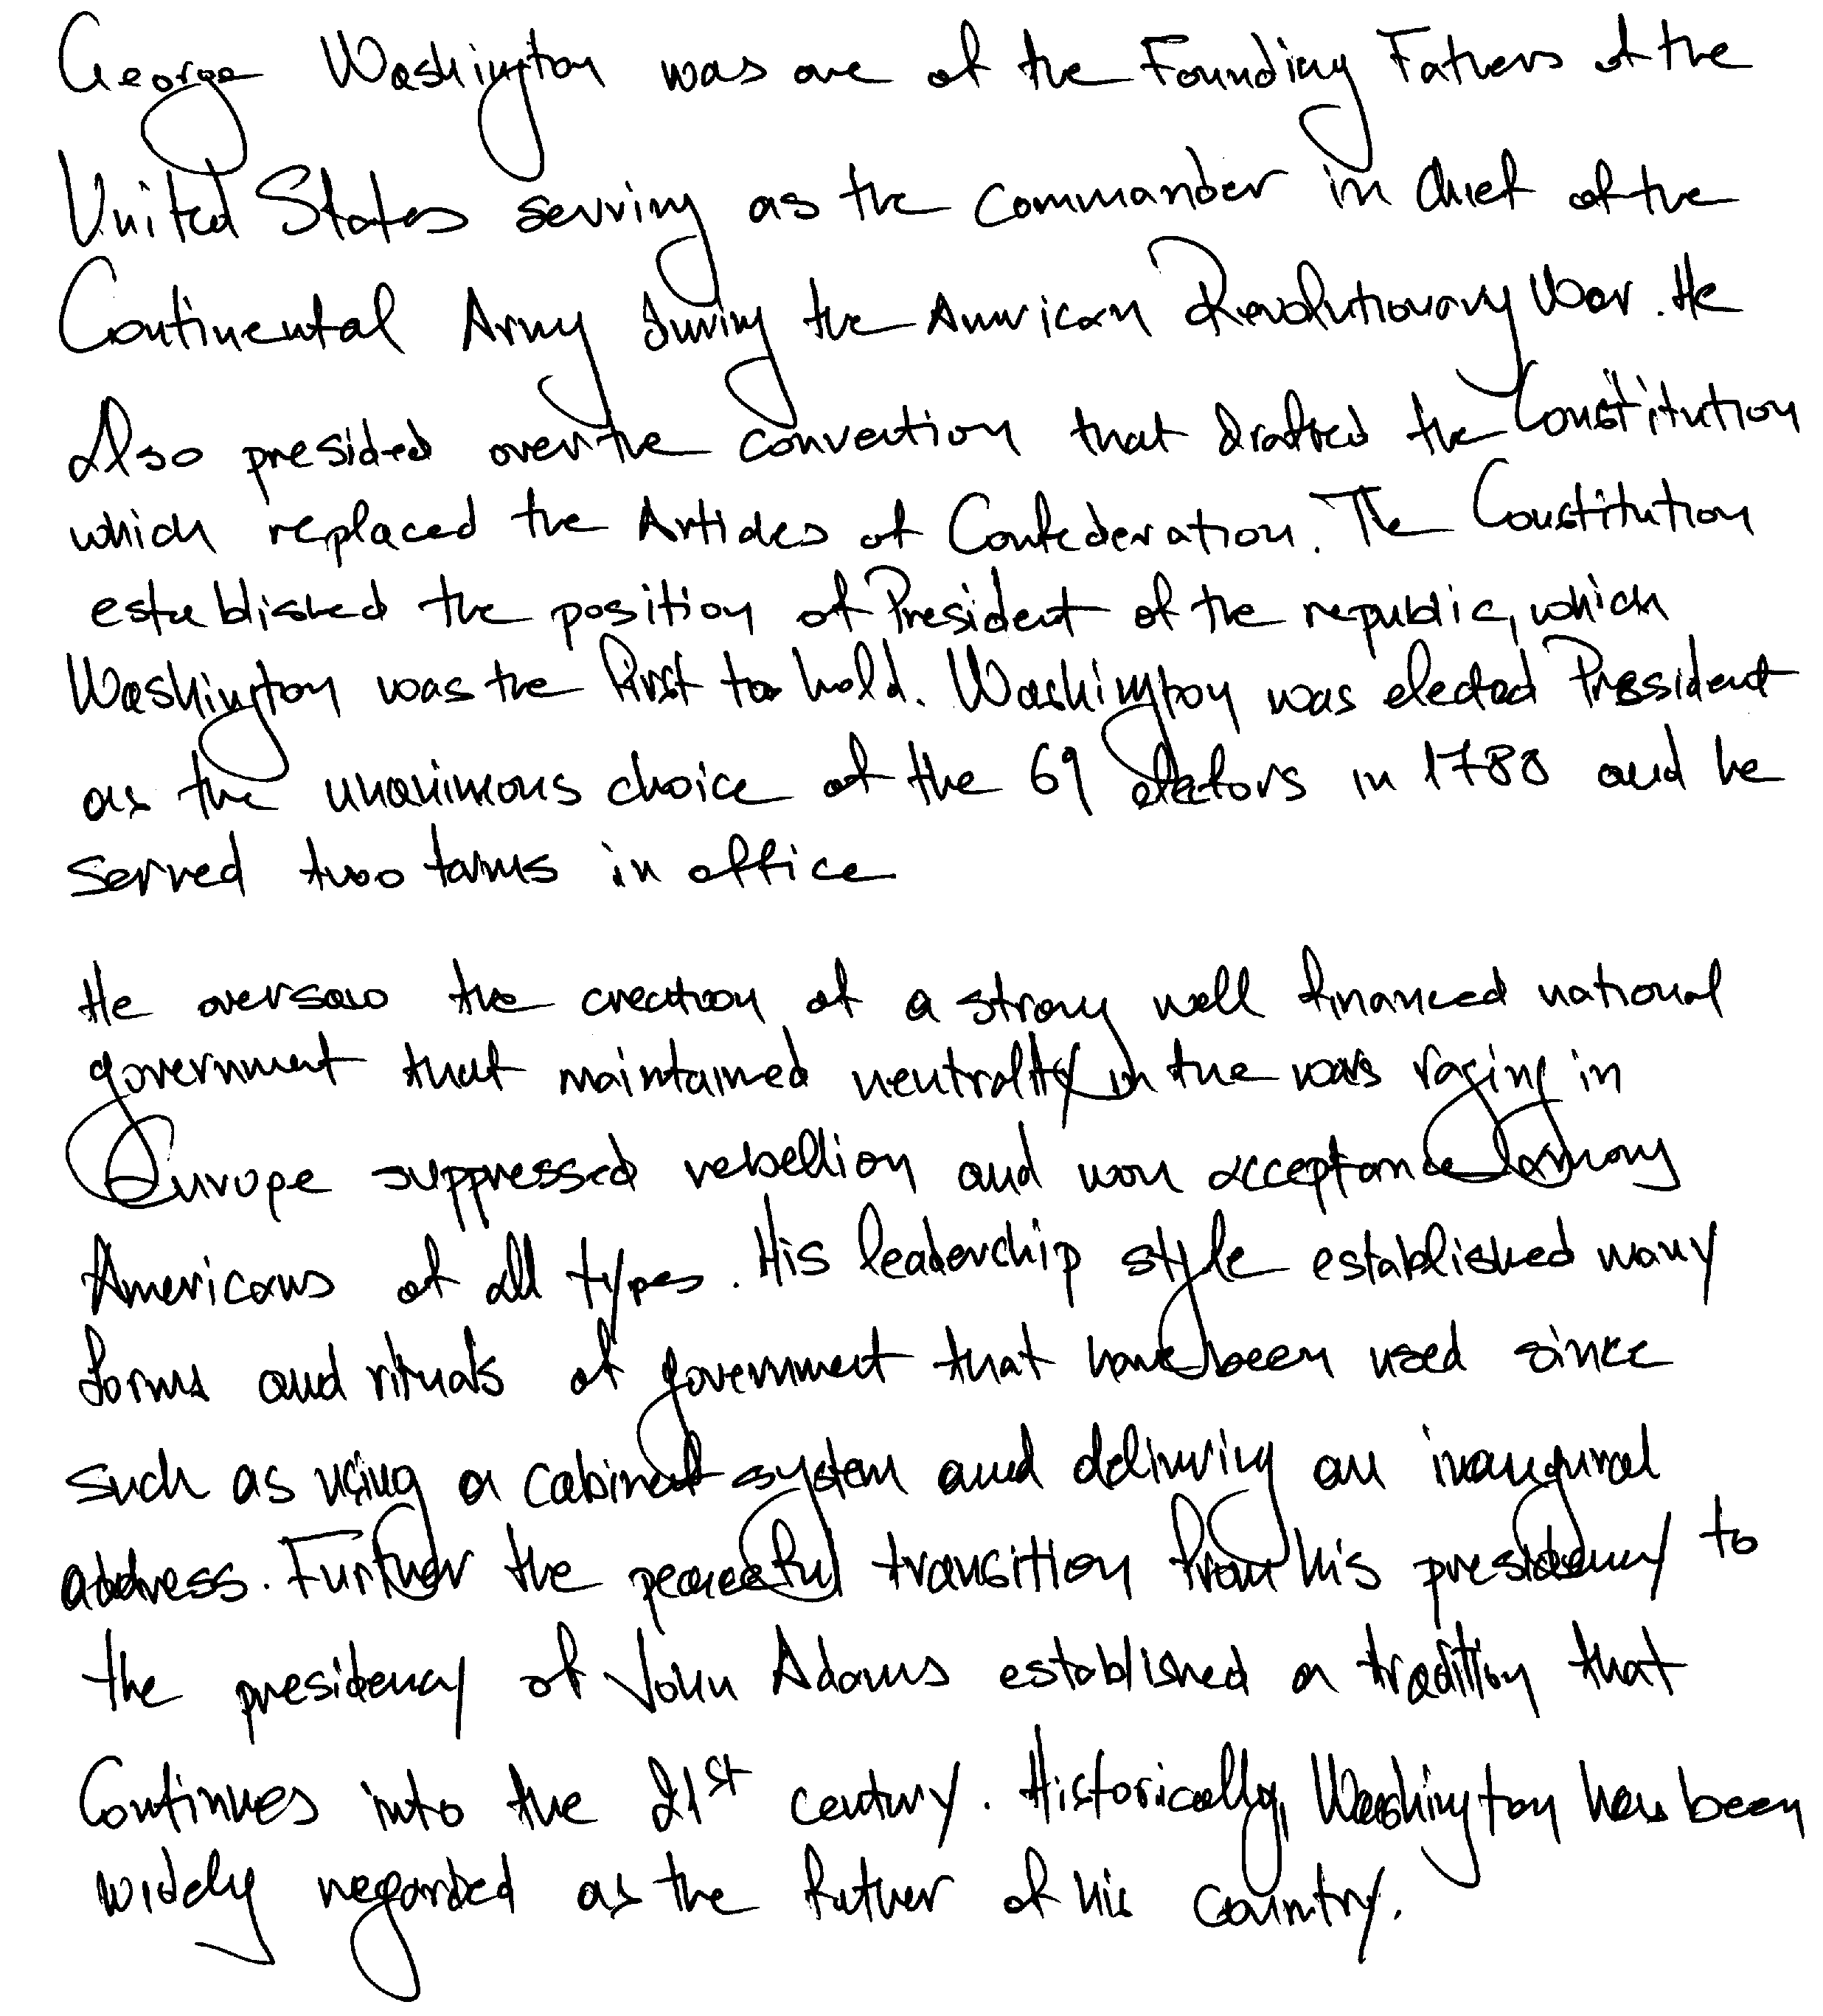 George Washington was one of the Founding Fathers of the
United States serving as the Commander in Chief of the
Continental Army during the American Revolutionary War. He
Also presided over the convention that drafted the Constitution
which replaced the Articles of Confederation. The Constitution
established the position of President of the republic, which
Washington was the first to hold. Washington was elected President
as the unanimous choice of the 69 electors in 1788 and he
served two terms in office
He oversaw the creation of a strong well financed national
government that maintained neutrality in the wars raging in
Europe suppressed rebellion and won acceptance among
Americans of all types. His leadership style established many
forms and rituals of government that have been used since
such as using a cabinet system and delivering an inaugural
address. Further the peaceful transition from his presidency to
the presidency of John Adams established a tradition that
Continues into the 21st century. Historically, Washington has been
widely regarded as the father of his country.